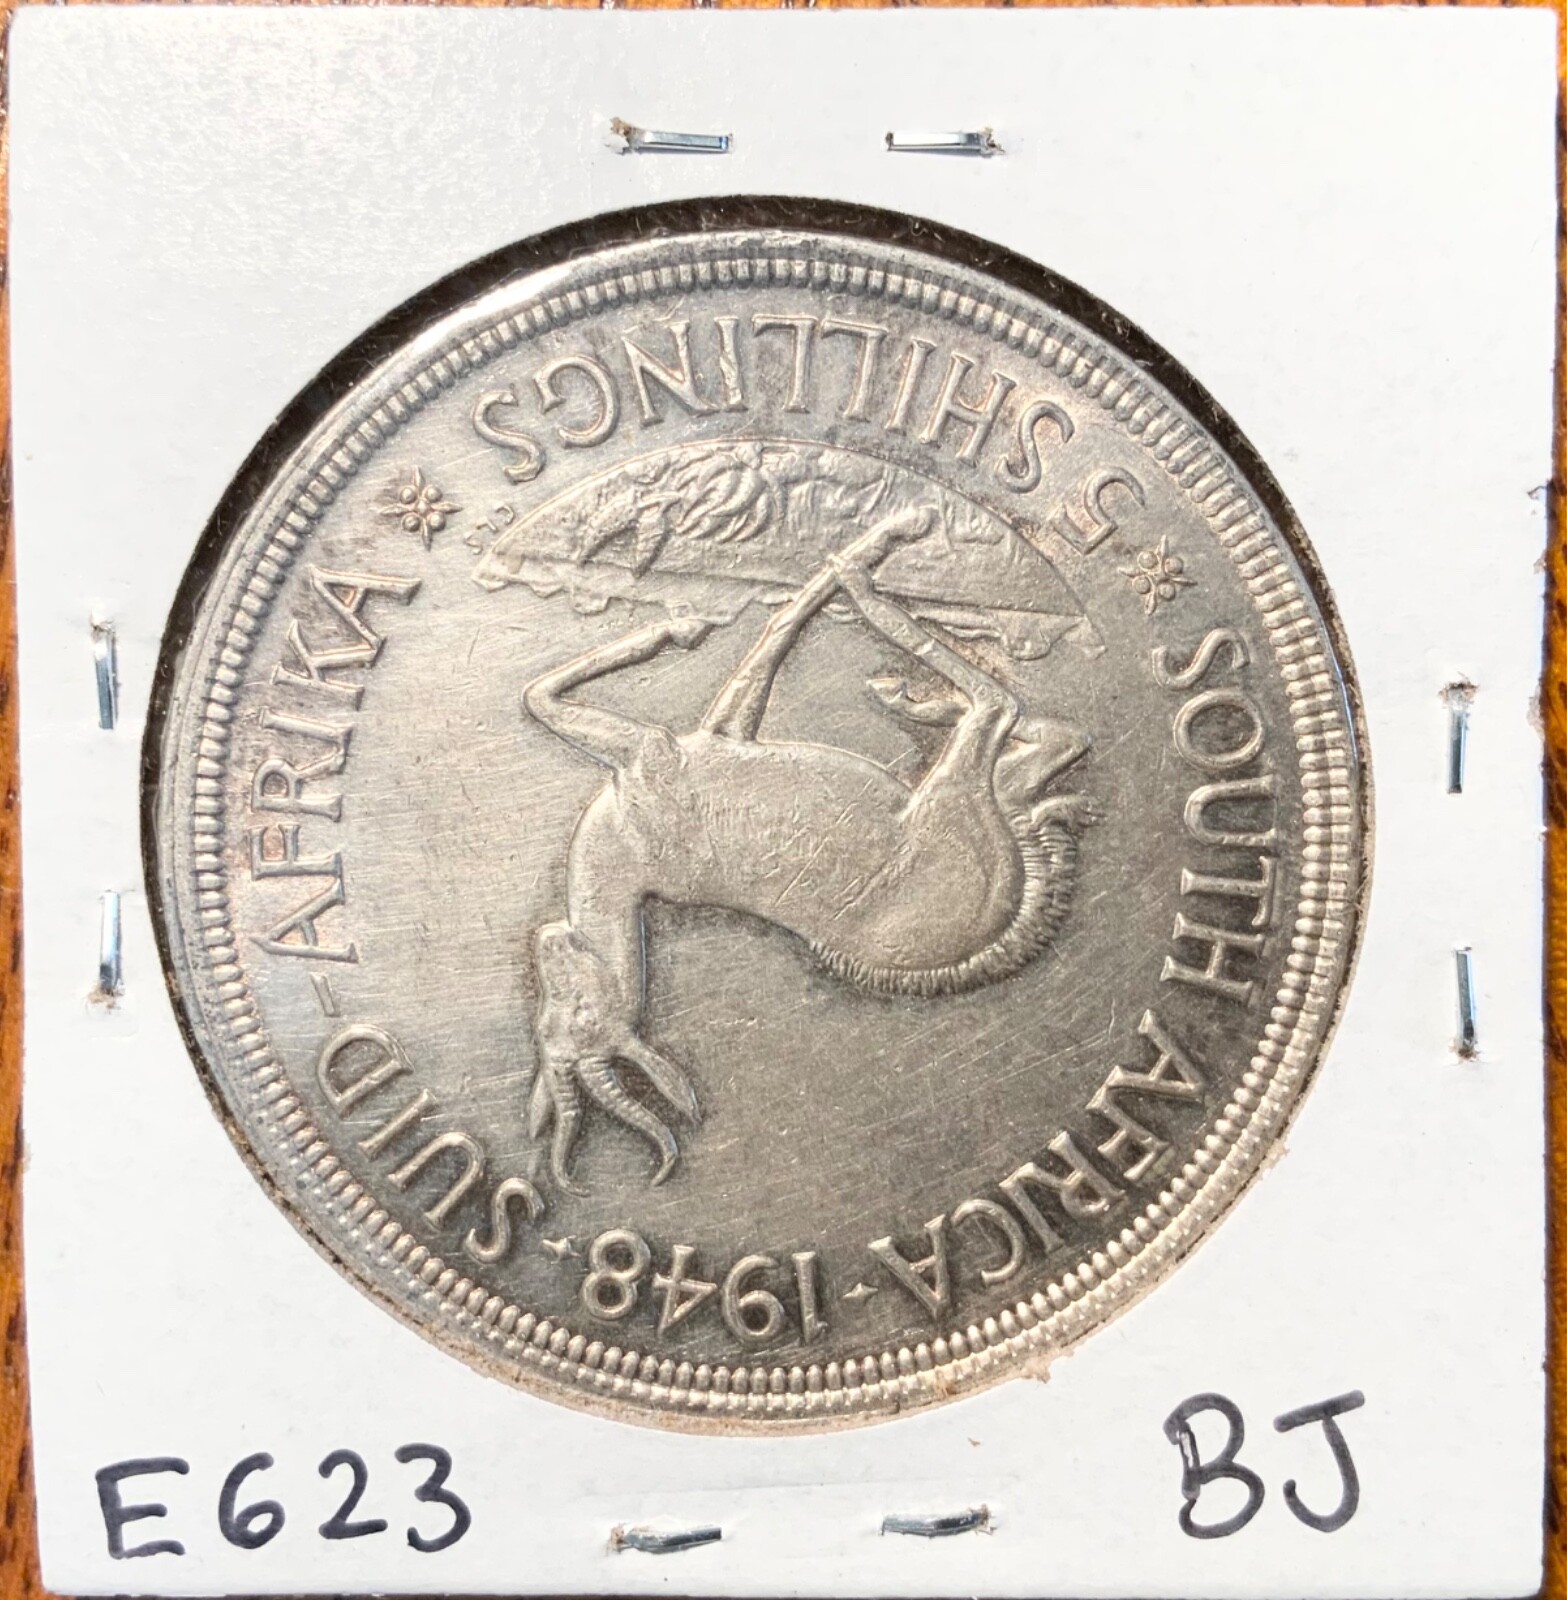 SOUTH AFRICA · 1948 · SUID-AFRIKA
5 SHILLINGS
E623
BJ